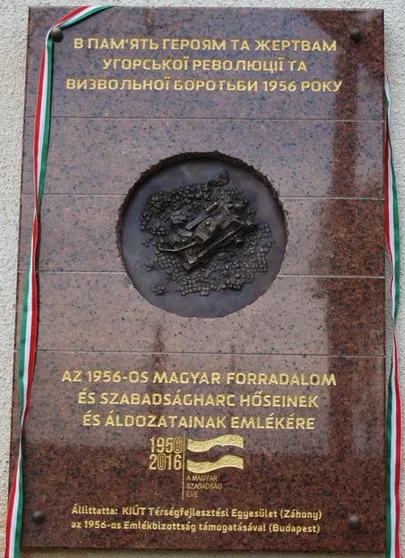 В ПАМ'ЯТЬ ГЕРОЯМ ТА ЖЕРТВАМ
УГОРСЬКОЇ РЕВОЛЮЦІЇ ТА
ВИЗВОЛЬНОЇ БОРОТЬБИ 1956 РОКУ
AZ 1956-OS MAGYAR FORRADALOM
ÉS SZABADSÁGHARC HŐSEINEK
ÉS ÁLDOZATAINAK EMLÉKÉRE
1956
2016
A MAGYAR
SZABADSÁG
ÉVE
Állíttatta: KIÚT Térségfejlesztési Egyesület (Záhony)
az 1956-os Emlékbizottság támogatásával (Budapest)